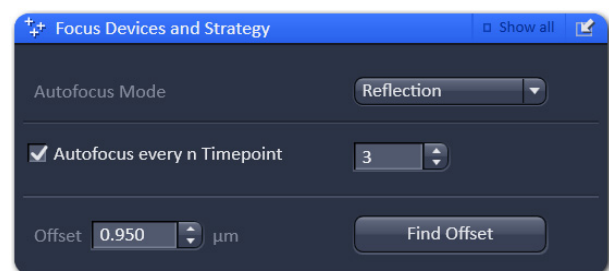 Focus Devices and Strategy Show all
Autofocus Mode Reflection
Autofocus every n Timepoint 3
Offset 0.950 μm Find Offset